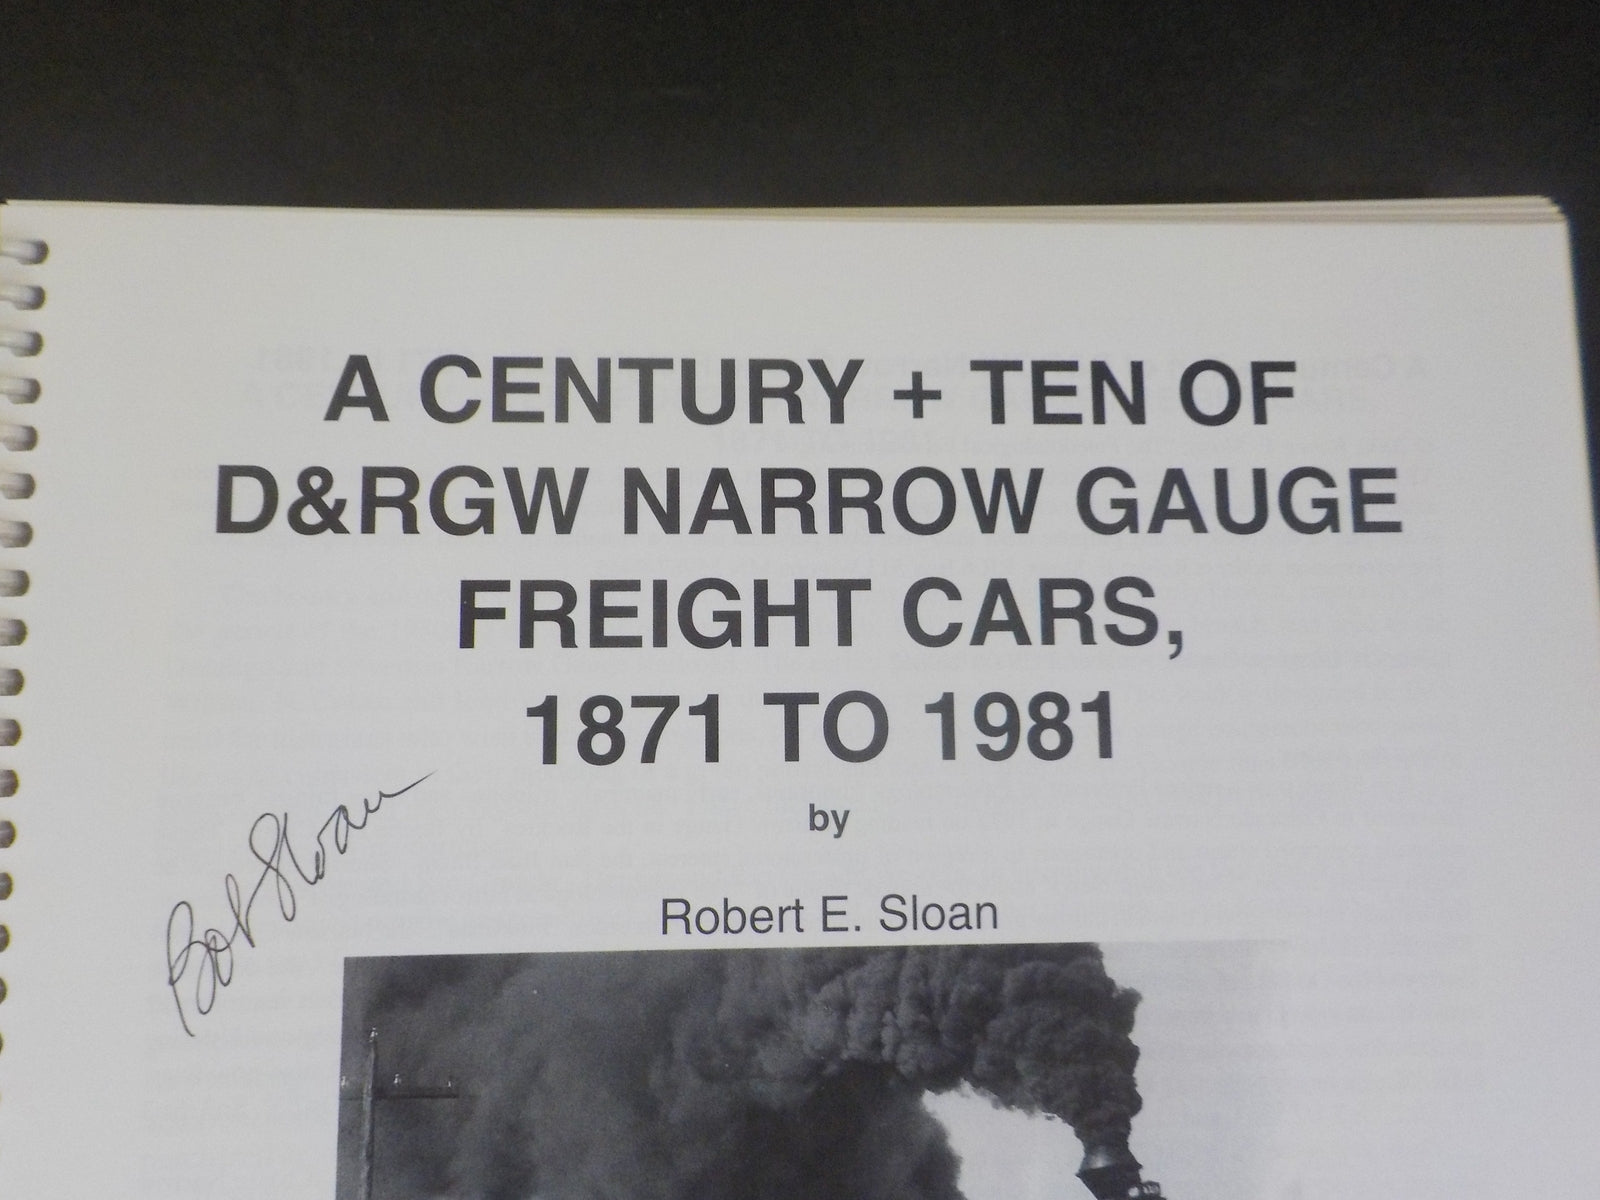 A CENTURY + TEN OF
D&RGW NARROW GAUGE
FREIGHT CARS,
1871 TO 1981
by
Robert E. Sloan
Bob Sloan